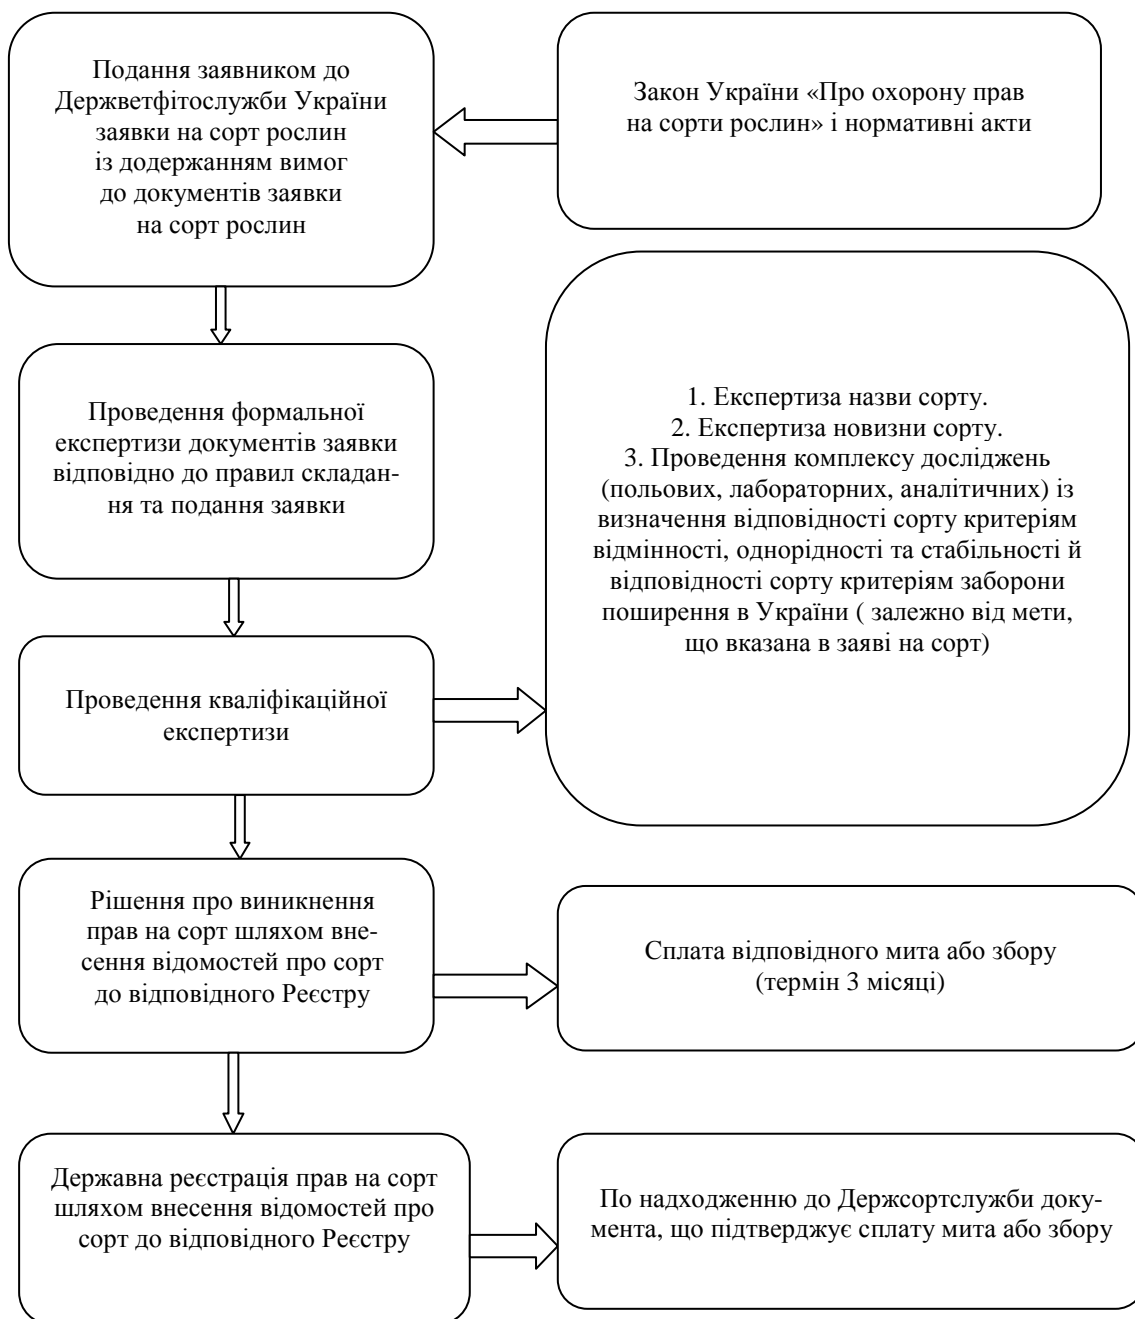 Подання заявником до
Держветфітослужби України
заявки на сорт рослин
із додержанням вимог
до документів заявки
на сорт рослин
Закон України «Про охорону прав
на сорти рослин» і нормативні акти
Проведення формальної
експертизи документів заявки
відповідно до правил складан-
ня та подання заявки
1. Експертиза назви сорту.
2. Експертиза новизни сорту.
3. Проведення комплексу досліджень
(польових, лабораторних, аналітичних) із
визначення відповідності сорту критеріям
відмінності, однорідності та стабільності й
відповідності сорту критеріям заборони
поширення в Україні ( залежно від мети,
що вказана в заяві на сорт)
Проведення кваліфікаційної
експертизи
Рішення про виникнення
прав на сорт шляхом вне-
сення відомостей про сорт
до відповідного Реєстру
Сплата відповідного мита або збору
(термін 3 місяці)
Державна реєстрація прав на сорт
шляхом внесення відомостей про
сорт до відповідного Реєстру
По надходженню до Держсортслужби доку-
мента, що підтверджує сплату мита або збору